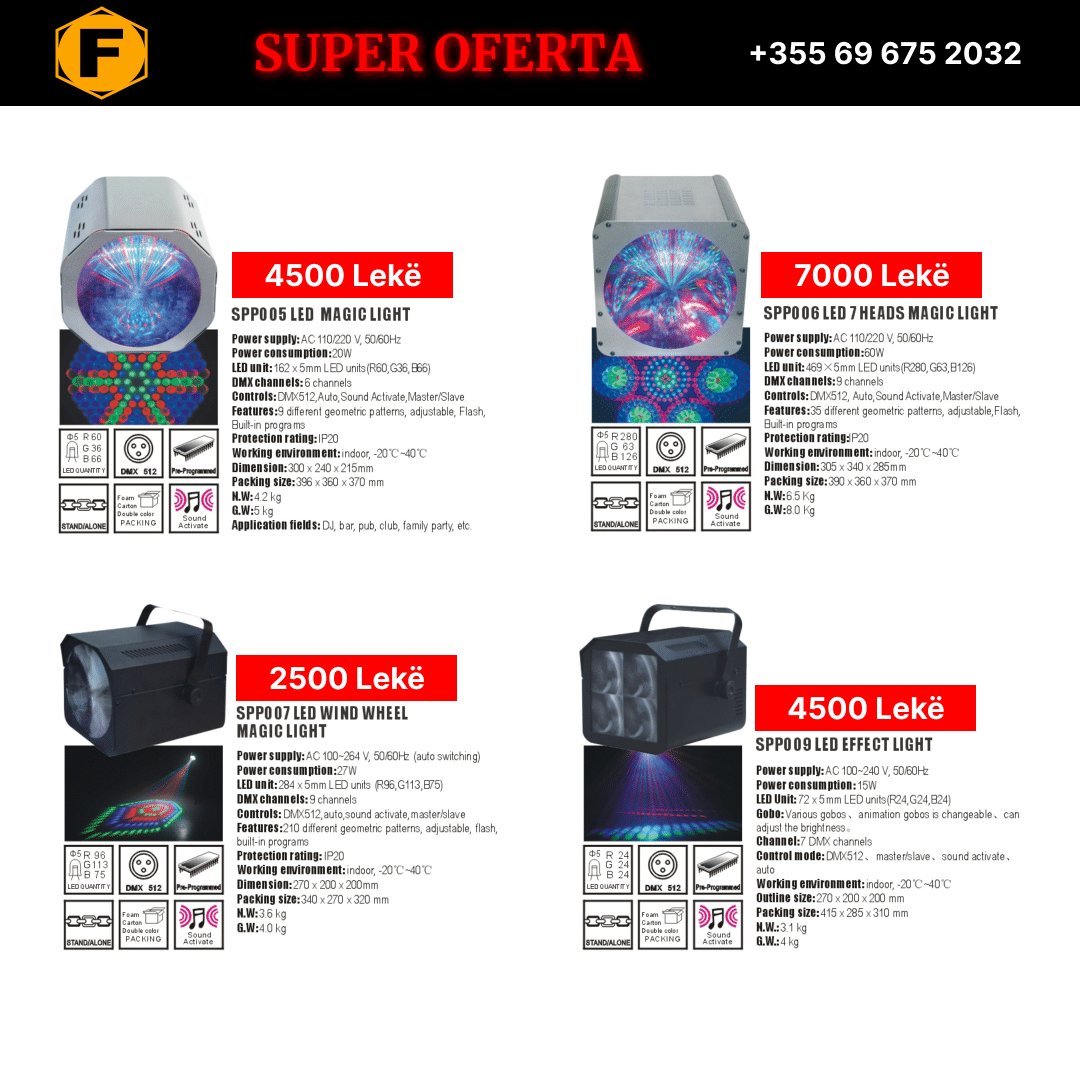 F
SUPER OFERTA
+355 69 675 2032
4500 Lekë
SPP005 LED MAGIC LIGHT
Power supply: AC 110/220 V, 50/60Hz
Power consumption: 20W
LED unit: 162 x 5mm LED units(R60,G36,B66)
DMX channels: 6 channels
Controls: DMX512,Auto,Sound Activate,Master/Slave
Features: 9 different geometric patterns, adjustable, Flash,
Built-in programs
Protection rating: IP20
Working environment: indoor, -20℃~40℃
Dimension: 300 x 240 x 215mm
Packing size: 396 x 360 x 370 mm
N.W: 4.2 kg
G.W: 5 kg
Application fields: DJ, bar, pub, club, family party, etc.
Φ5 R 60
G 36
B 66
LED QUANTITY
DMX 512
Pre-Programmed
STAND/ALONE
Foam
Carton
Double color
PACKING
Sound
Activate
7000 Lekë
SPP006 LED 7 HEADS MAGIC LIGHT
Power supply: AC 110/220 V, 50/60Hz
Power consumption: 60W
LED unit: 469×5mm LED units(R280,G63,B126)
DMX channels: 9 channels
Controls: DMX512, Auto,Sound Activate,Master/Slave
Features: 35 different geometric patterns, adjustable,Flash,
Built-in programs
Protection rating: IP20
Working environment: indoor, -20℃~40℃
Dimension: 305 x 340 x 285mm
Packing size: 390 x 360 x 370 mm
N.W: 6.5 Kg
G.W: 8.0 Kg
Φ5 R 280
G 63
B 126
LED QUANTITY
DMX 512
Pre-Programmed
STAND/ALONE
Foam
Carton
Double color
PACKING
Sound
Activate
2500 Lekë
SPP007 LED WIND WHEEL
MAGIC LIGHT
Power supply: AC 100~264 V, 50/60Hz (auto switching)
Power consumption: 27W
LED unit: 284 x 5mm LED units (R96,G113,B75)
DMX channels: 9 channels
Controls: DMX512,auto,sound activate,master/slave
Features: 210 different geometric patterns, adjustable, flash,
built-in programs
Protection rating: IP20
Working environment: indoor, -20℃~40℃
Dimension: 270 x 200 x 200mm
Packing size: 340 x 270 x 320 mm
N.W: 3.6 kg
G.W: 4.0 kg
Φ5 R 96
G113
B 75
LED QUANTITY
DMX 512
Pre-Programmed
STAND/ALONE
Foam
Carton
Double color
PACKING
Sound
Activate
4500 Lekë
SPP009 LED EFFECT LIGHT
Power supply: AC 100~240 V, 50/60Hz
Power consumption: 15W
LED Unit: 72 x 5mm LED units(R24,G24,B24)
Gobo: Various gobos、animation gobos is changeable、can
adjust the brightness。
Channel: 7 DMX channels
Control mode: DMX512、master/slave、sound activate、
auto
Working environment: indoor, -20℃~40℃
Outline size: 270 x 200 x 200 mm
Packing size: 415 x 285 x 310 mm
N.W.: 3.1 kg
G.W.: 4 kg
Φ5 R 24
G 24
B 24
LED QUANTITY
DMX 512
Pre-Programmed
STAND/ALONE
Foam
Carton
Double color
PACKING
Sound
Activate